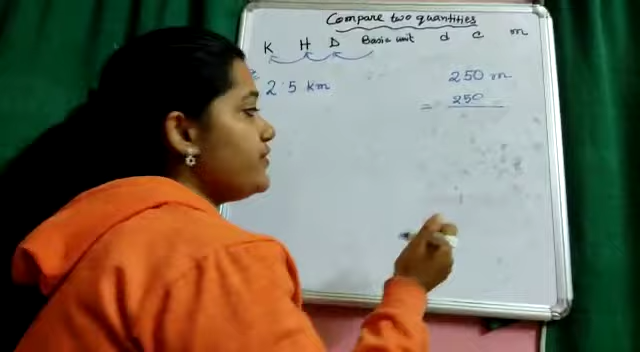 Compare two quantities
K H D Basic unit d c m
2.5 km 250 m
= 250